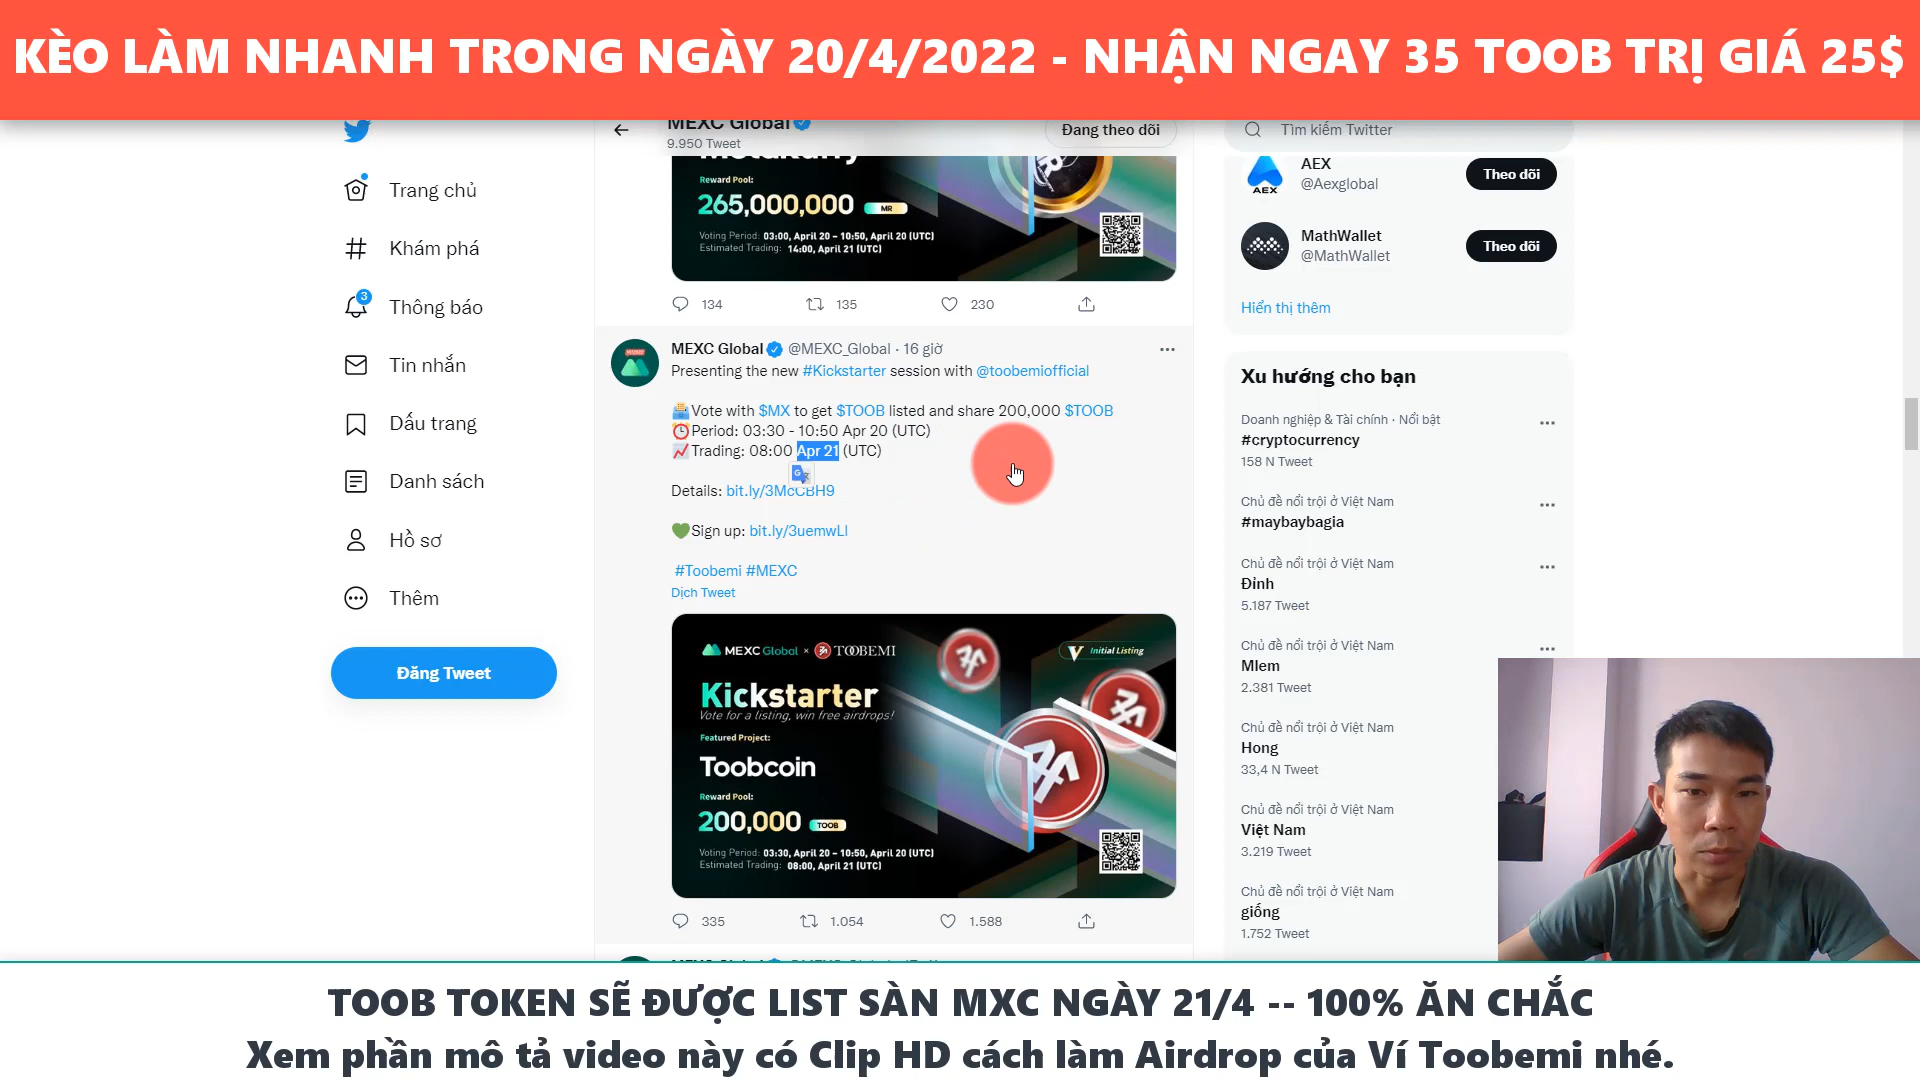 KÈO LÀM NHANH TRONG NGÀY 20/4/2022 - NHẬN NGAY 35 TOOB TRỊ GIÁ 25$
MEXC Global
9.950 Tweet
Đang theo dõi
Tìm kiếm Twitter
Trang chủ
Khám phá
3
Thông báo
Tin nhắn
Dấu trang
Danh sách
Hồ sơ
Thêm
Đăng Tweet
Reward Pool:
265,000,000 MR
Voting Period: 03:00, April 20 – 10:50, April 20 (UTC)
Estimated Trading: 14:00, April 21 (UTC)
134 135 230
MEXC Global @MEXC_Global · 16 giờ
Presenting the new #Kickstarter session with @toobemiofficial
Vote with $MX to get $TOOB listed and share 200,000 $TOOB
Period: 03:30 - 10:50 Apr 20 (UTC)
Trading: 08:00 Apr 21 (UTC)
Details: bit.ly/3McCBH9
Sign up:
#Toobemi #MEXC
Dịch Tweet
MEXC Global × TOOBEMI
Initial Listing
Kickstarter
Vote for a listing, win free airdrops!
Featured Project:
Toobcoin
Reward Pool:
200,000 TOOB
Voting Period: 03:30, April 20 – 10:50, April 20 (UTC)
Estimated Trading: 08:00, April 21 (UTC)
335 1.054 1.588
AEX
AEX
@Aexglobal
Theo dõi
MathWallet
@MathWallet
Theo dõi
Hiển thị thêm
Xu hướng cho bạn
Doanh nghiệp & Tài chính · Nổi bật
#cryptocurrency
158 N Tweet
Chủ đề nổi trội ở Việt Nam
#maybaybagia
Chủ đề nổi trội ở Việt Nam
Đỉnh
5.187 Tweet
Chủ đề nổi trội ở Việt Nam
Mlem
2.381 Tweet
Chủ đề nổi trội ở Việt Nam
Hong
33,4 N Tweet
Chủ đề nổi trội ở Việt Nam
Việt Nam
3.219 Tweet
Chủ đề nổi trội ở Việt Nam
giống
1.752 Tweet
TOOB TOKEN SẼ ĐƯỢC LIST SÀN MXC NGÀY 21/4 -- 100% ĂN CHẮC
Xem phần mô tả video này có Clip HD cách làm Airdrop của Ví Toobemi nhé.